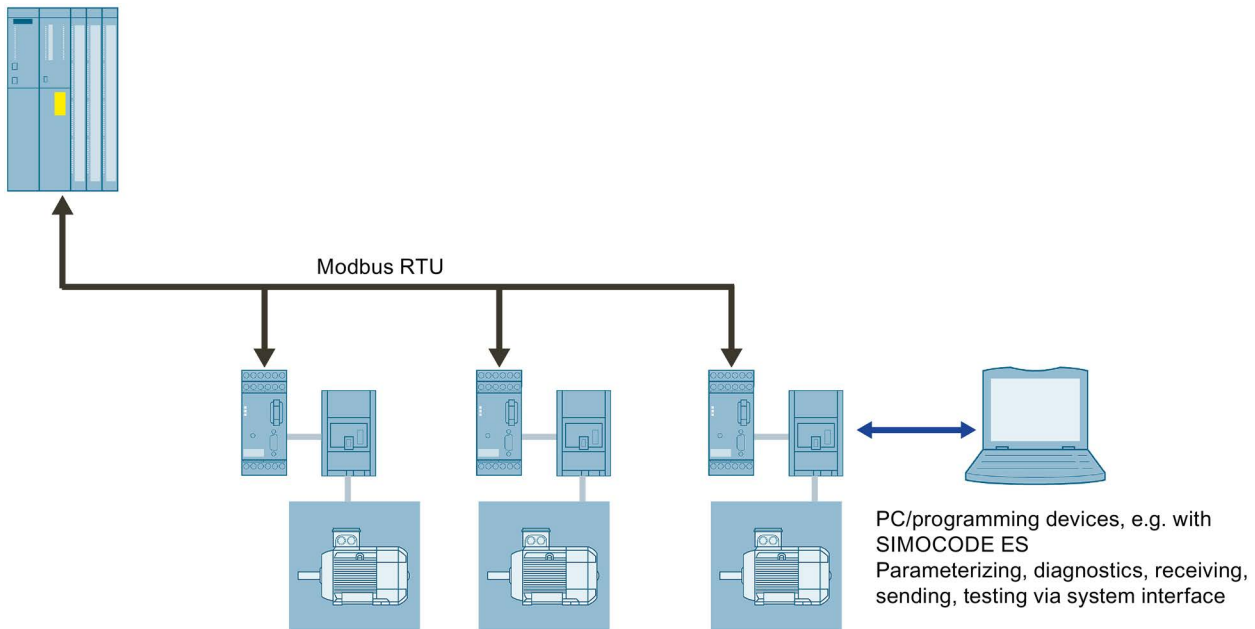 Modbus RTU
PC/programming devices, e.g. with
SIMOCODE ES
Parameterizing, diagnostics, receiving,
sending, testing via system interface